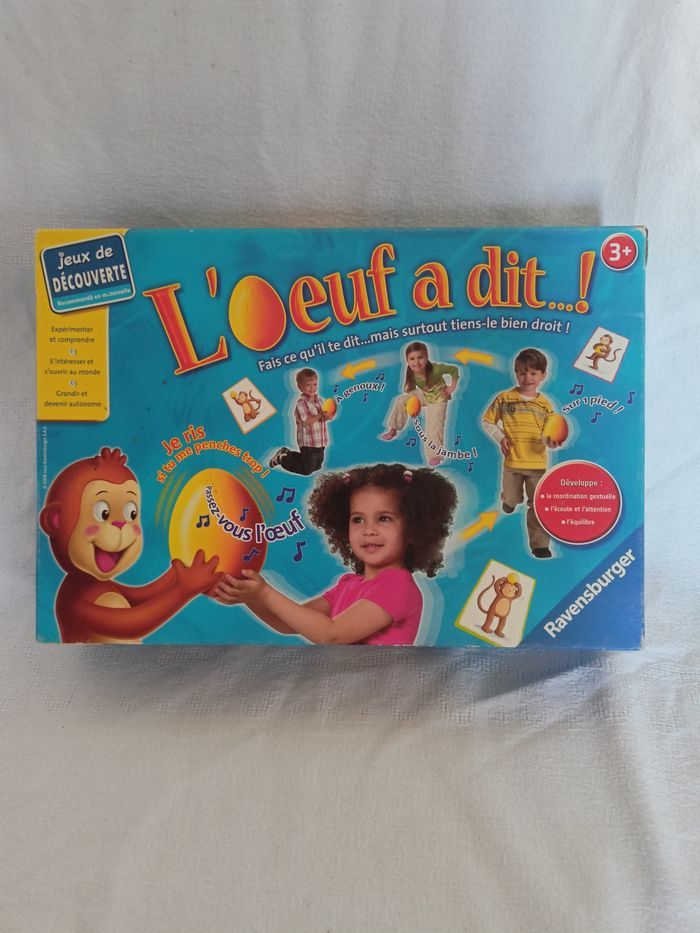 jeux de
DÉCOUVERTE
Recommandé en maternelle
Expérimenter
et comprendre
S'intéresser et
s'ouvrir au monde
Grandir et
devenir autonome
L'Oeuf a dit...!
3+
Fais ce qu'il te dit...mais surtout tiens-le bien droit !
A genoux !
Sous la jambe !
Sur 1 pied !
Je ris
si tu me penches trop !
Passez-vous l'œuf
Développe :
la coordination gestuelle
l'écoute et l'attention
l'équilibre
Ravensburger